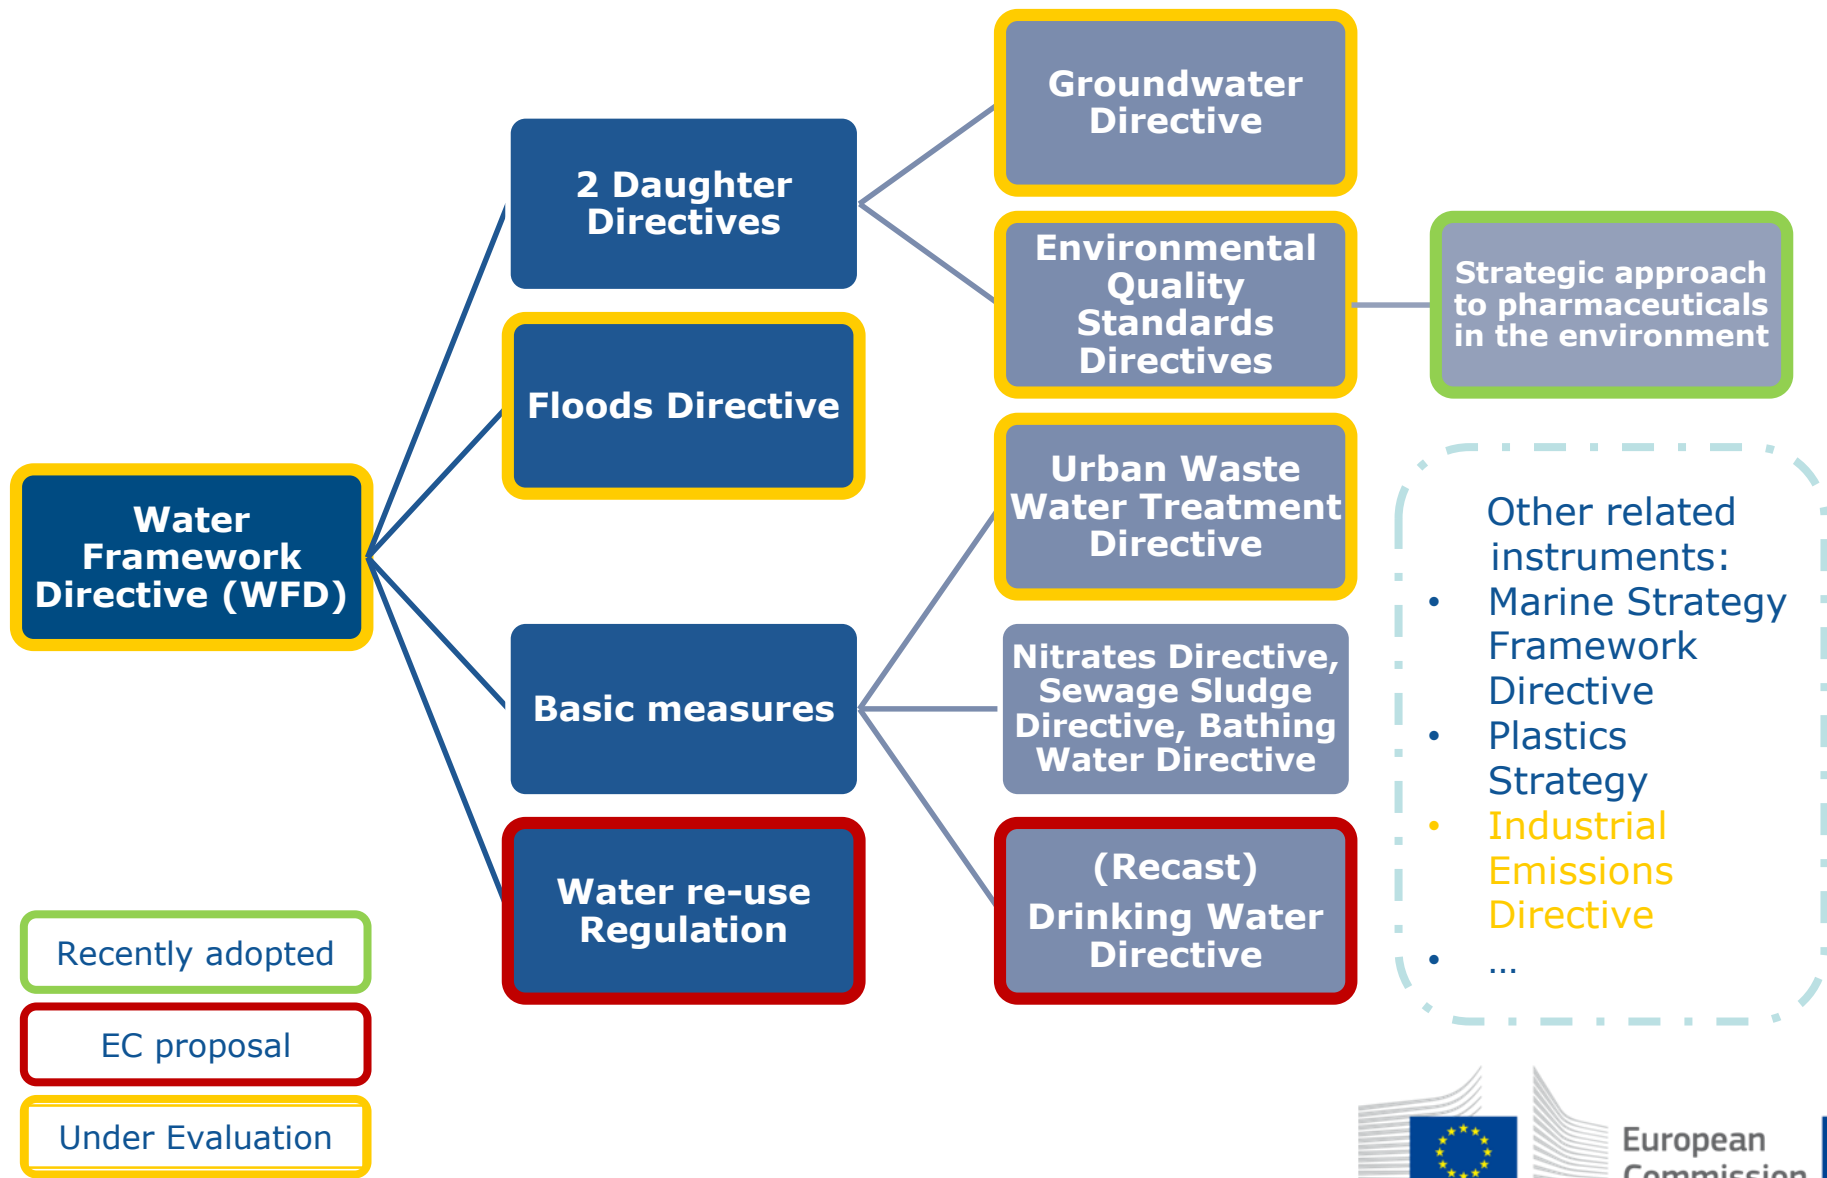 Groundwater
Directive
2 Daughter
Directives
Environmental
Quality
Standards
Directives
Strategic approach
to pharmaceuticals
in the environment
Floods Directive
Urban Waste
Water Treatment
Directive
Water
Framework
Directive (WFD)
Basic measures
Nitrates Directive,
Sewage Sludge
Directive, Bathing
Water Directive
Water re-use
Regulation
(Recast)
Drinking Water
Directive
Other related
instruments:
• Marine Strategy
Framework
Directive
• Plastics
Strategy
• Industrial
Emissions
Directive
• ...
Recently adopted
EC proposal
Under Evaluation
European
Commission